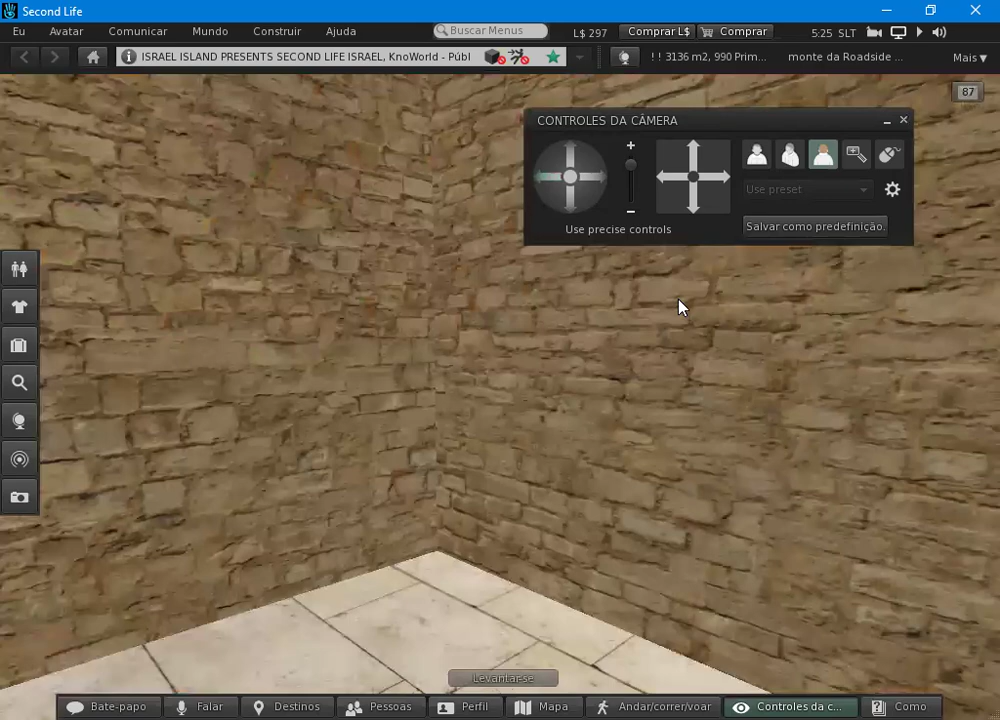 Second Life
Eu Avatar Comunicar Mundo Construir Ajuda Buscar Menus L$ 297 Comprar L$ Comprar 5:25 SLT
ISRAEL ISLAND PRESENTS SECOND LIFE ISRAEL, KnoWorld - Públ !! 3136 m2, 990 Prim... monte da Roadside ... Mais ▾
87
CONTROLES DA CÂMERA
Use preset
Use precise controls
Salvar como predefinição.
Levantar-se
Bate-papo Falar Destinos Pessoas Perfil Mapa Andar/correr/voar Controles da c... Como